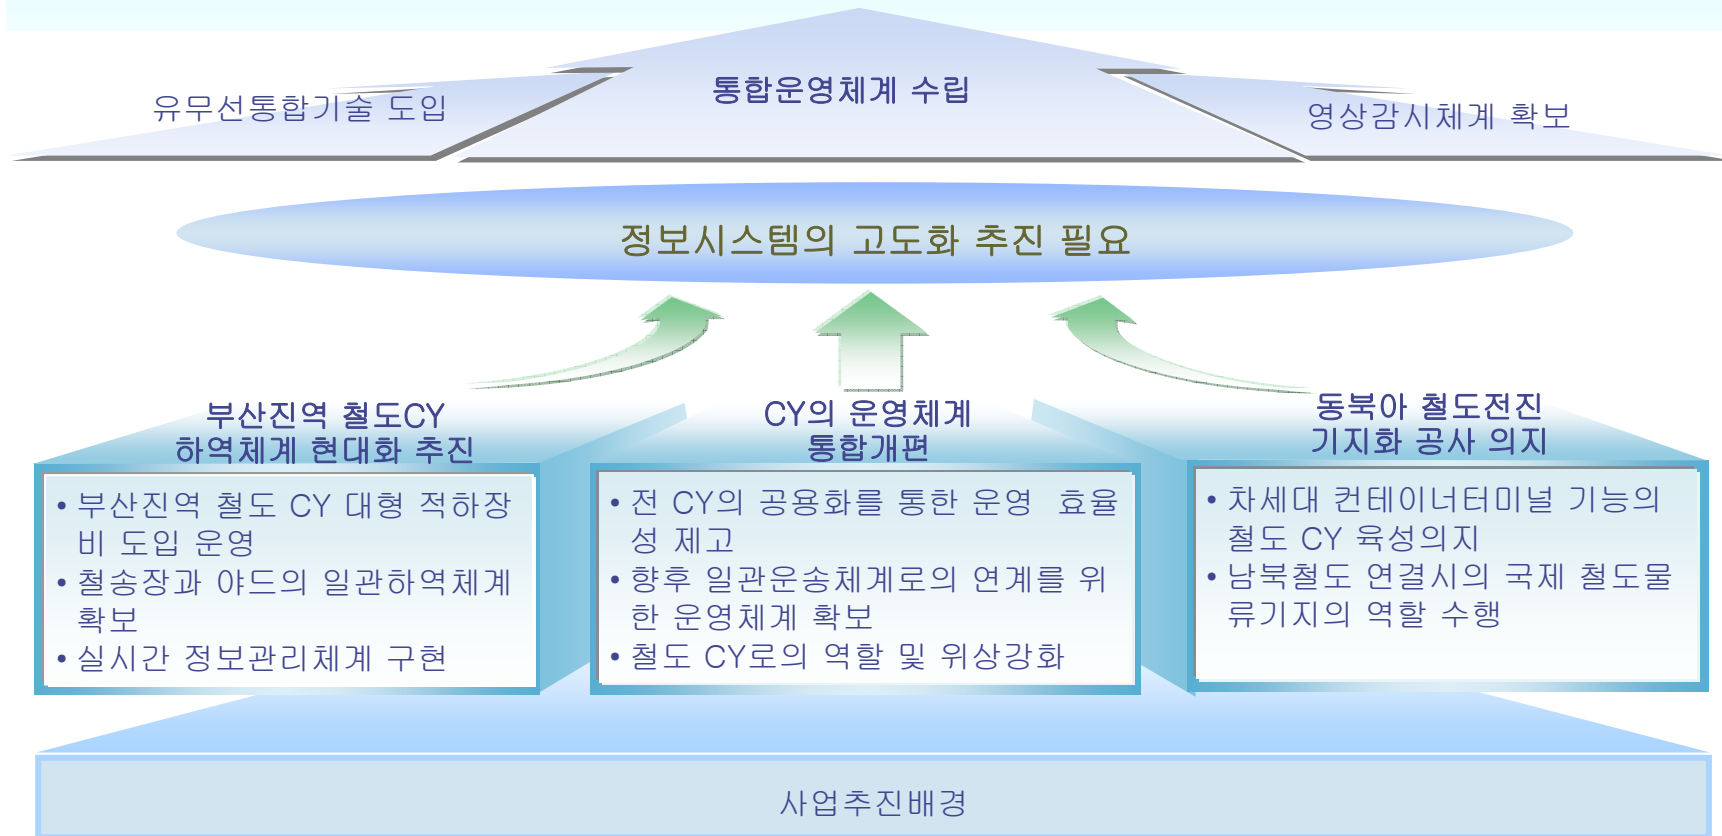 통합운영체계 수립
유무선통합기술 도입
영상감시체계 확보
정보시스템의 고도화 추진 필요
부산진역 철도CY
하역체계 현대화 추진
• 부산진역 철도 CY 대형 적하장
비 도입 운영
• 철송장과 야드의 일관하역체계
확보
• 실시간 정보관리체계 구현
CY의 운영체계
통합개편
• 전 CY의 공용화를 통한 운영 효율
성 제고
• 향후 일관운송체계로의 연계를 위
한 운영체계 확보
• 철도 CY로의 역할 및 위상강화
동북아 철도전진
기지화 공사 의지
• 차세대 컨테이너터미널 기능의
철도 CY 육성의지
• 남북철도 연결시의 국제 철도물
류기지의 역할 수행
사업추진배경